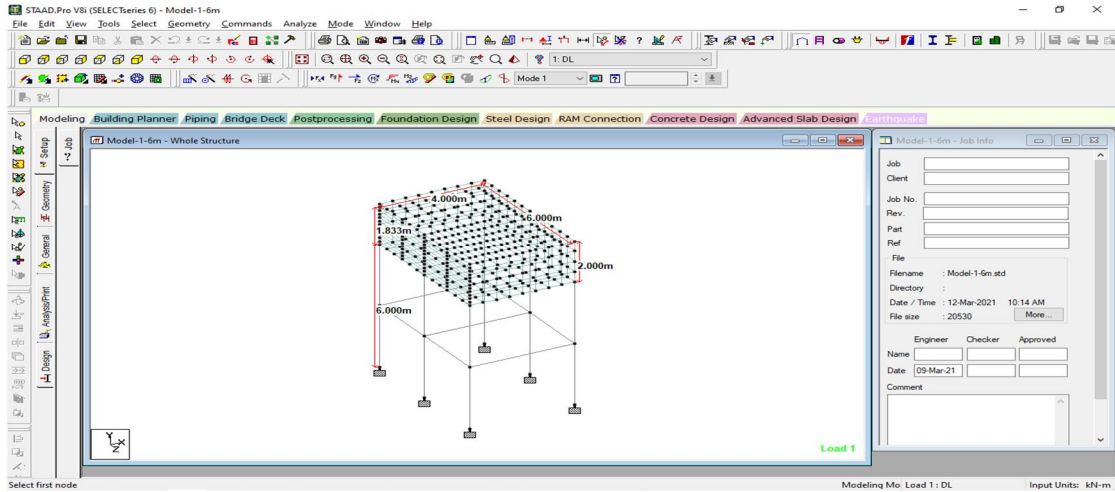 STAAD.Pro V8i (SELECTseries 6) - Model-1-6m
File Edit View Tools Select Geometry Commands Analyze Mode Window Help
1: DL
Mode 1
Modeling Building Planner Piping Bridge Deck Postprocessing Foundation Design Steel Design RAM Connection Concrete Design Advanced Slab Design Earthquake
Setup
Geometry
General
Analysis/Print
Design
Job
Model-1-6m - Whole Structure
4.000m
6.000m
1.833m
2.000m
6.000m
Y
X
Z
Load 1
Model-1-6m - Job Info
Job
Client
Job No.
Rev.
Part
Ref
File
Filename : Model-1-6m.std
Directory :
Date / Time : 12-Mar-2021 10:14 AM
File size : 20530 More...
Engineer Checker Approved
Name
Date 09-Mar-21
Comment
Select first node
Modeling Mo Load 1 : DL Input Units: kN-m